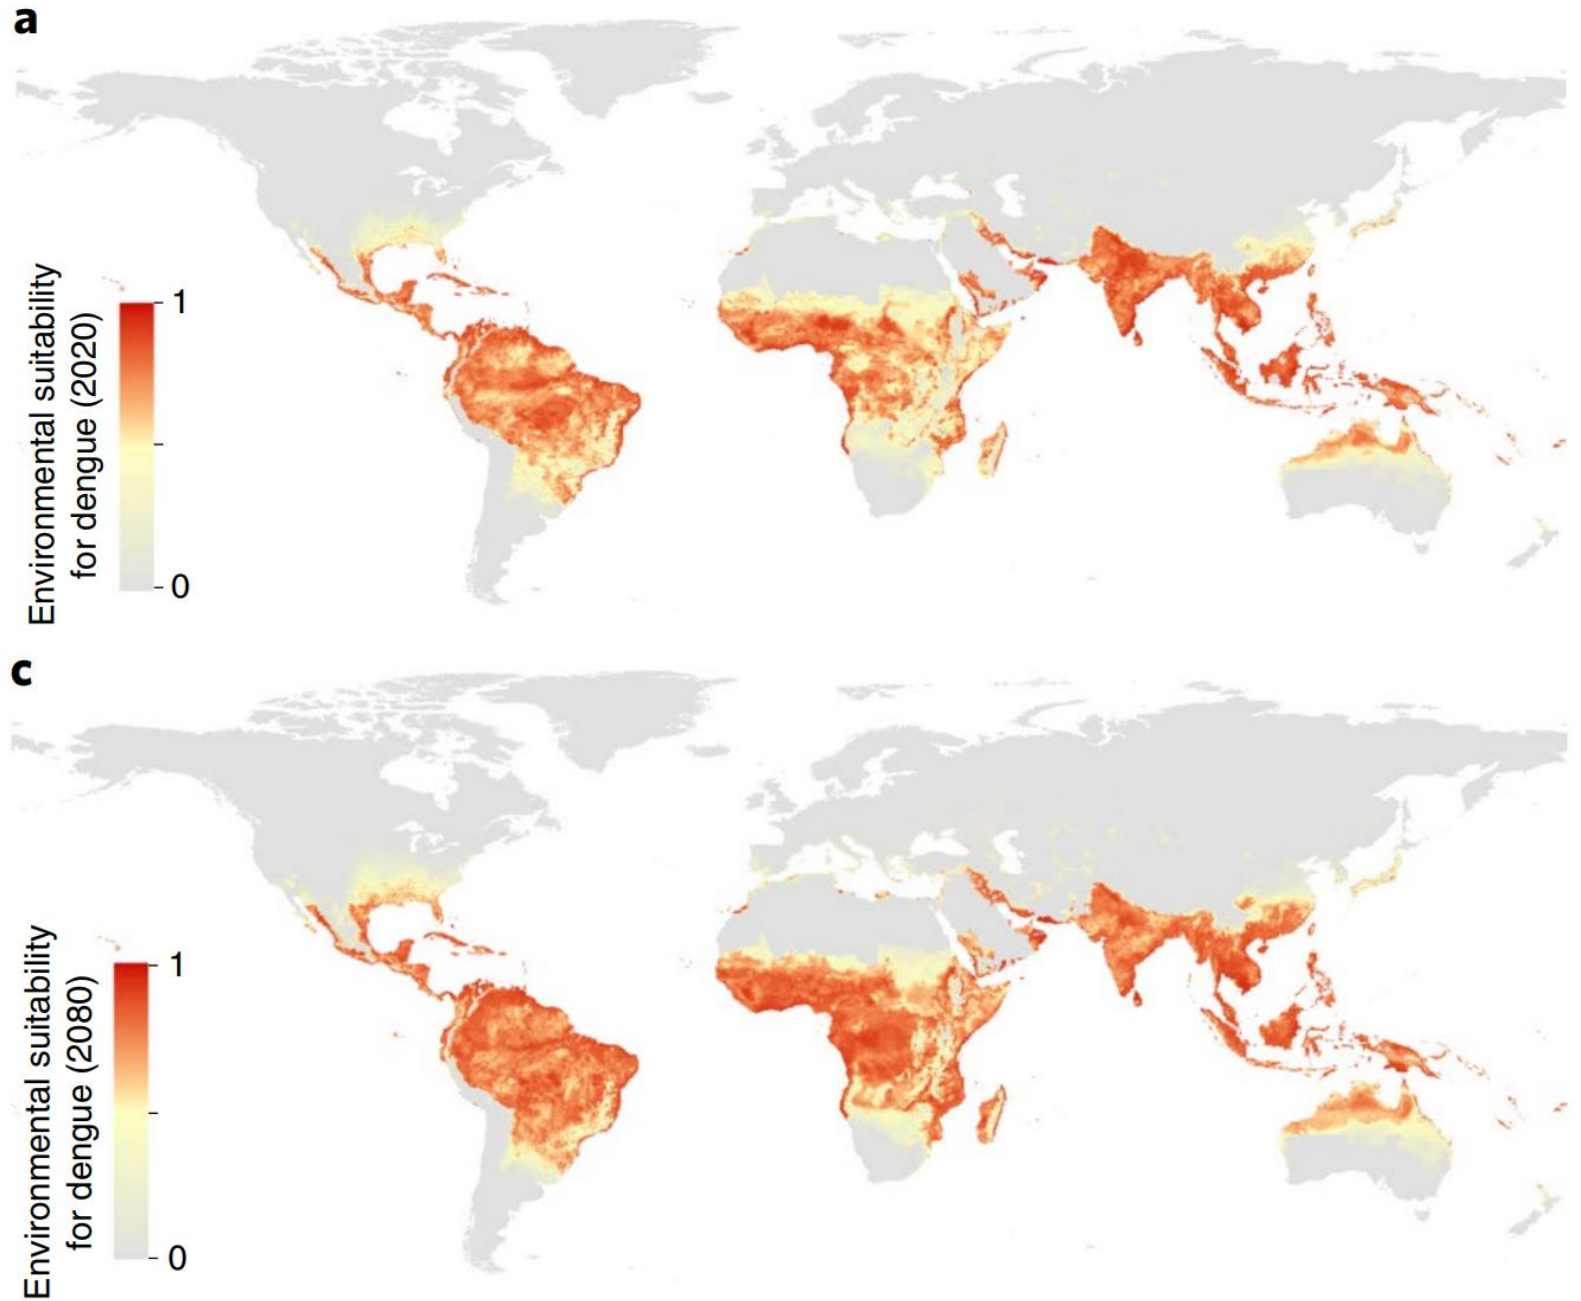 a
Environmental suitability
for dengue (2020)
1
0
c
Environmental suitability
for dengue (2080)
1
0